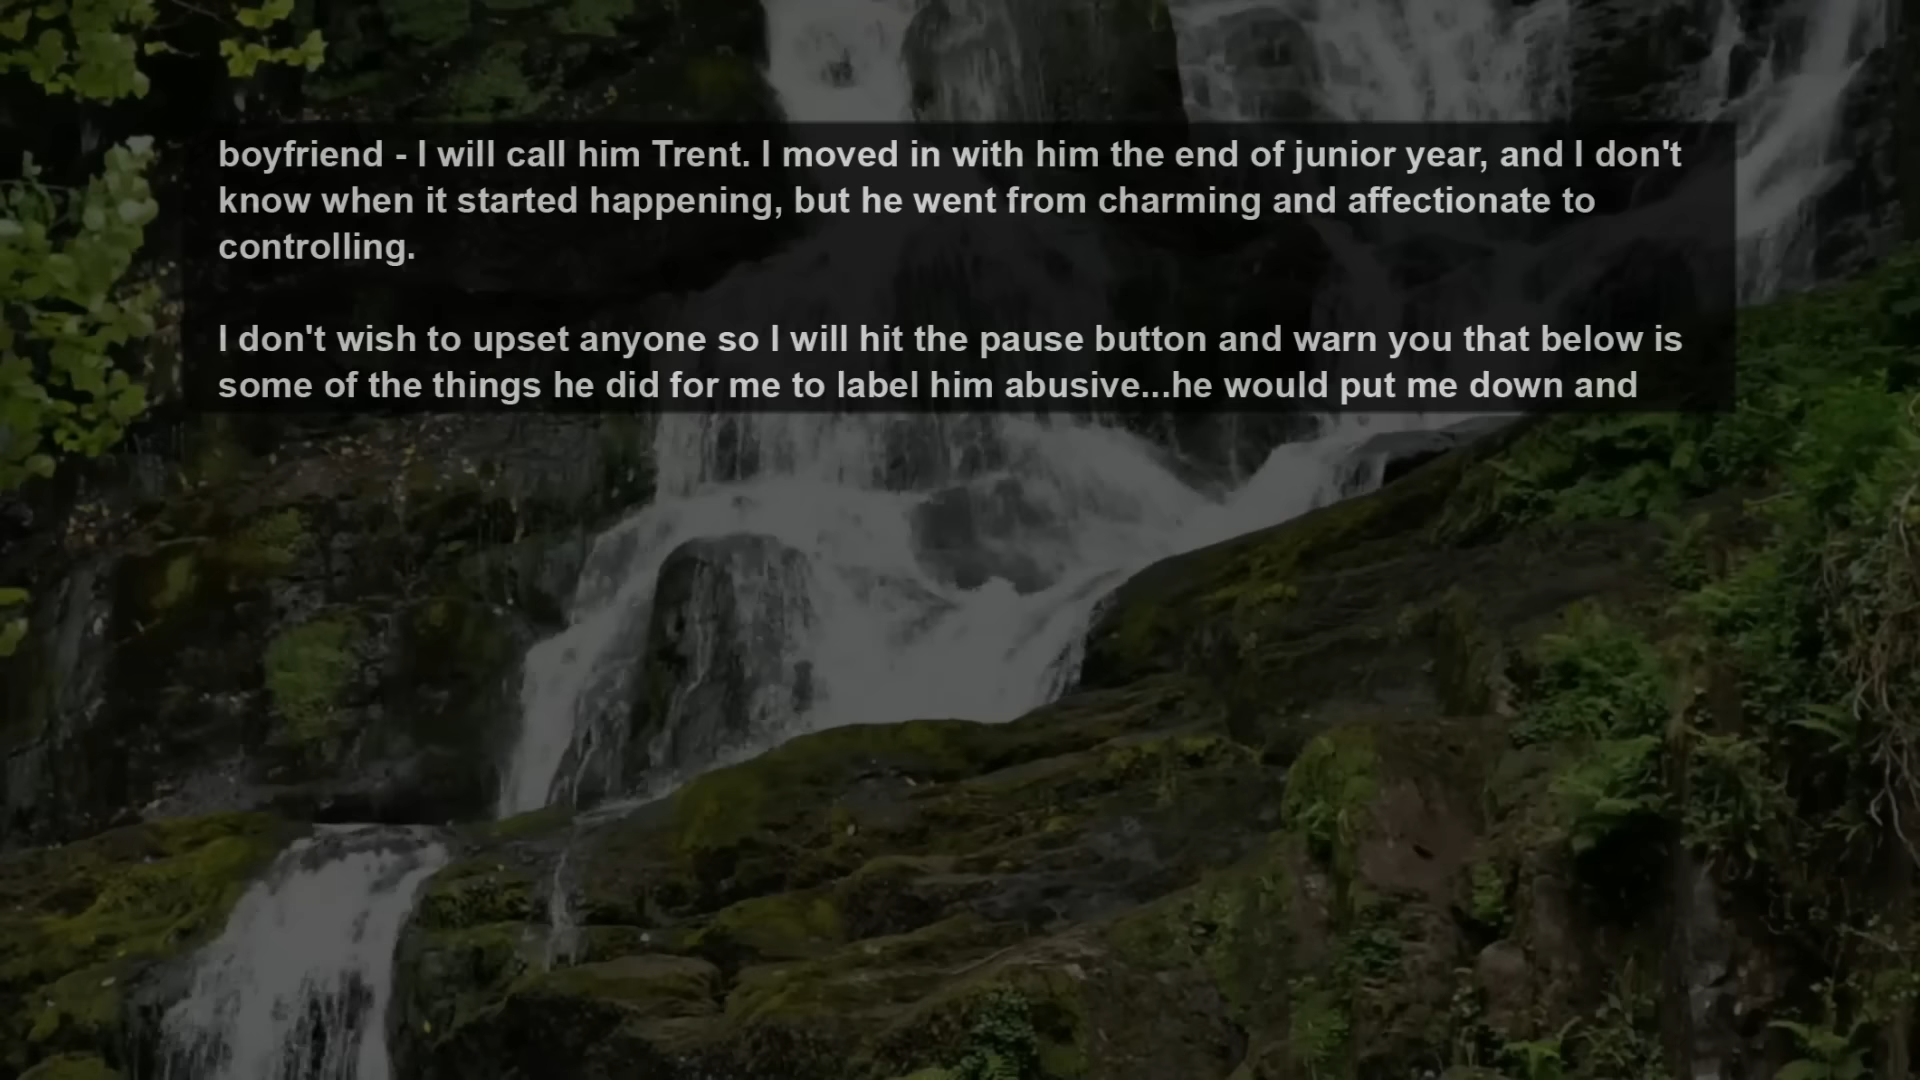 boyfriend - I will call him Trent. I moved in with him the end of junior year, and I don't
know when it started happening, but he went from charming and affectionate to
controlling.
I don't wish to upset anyone so I will hit the pause button and warn you that below is
some of the things he did for me to label him abusive...he would put me down and